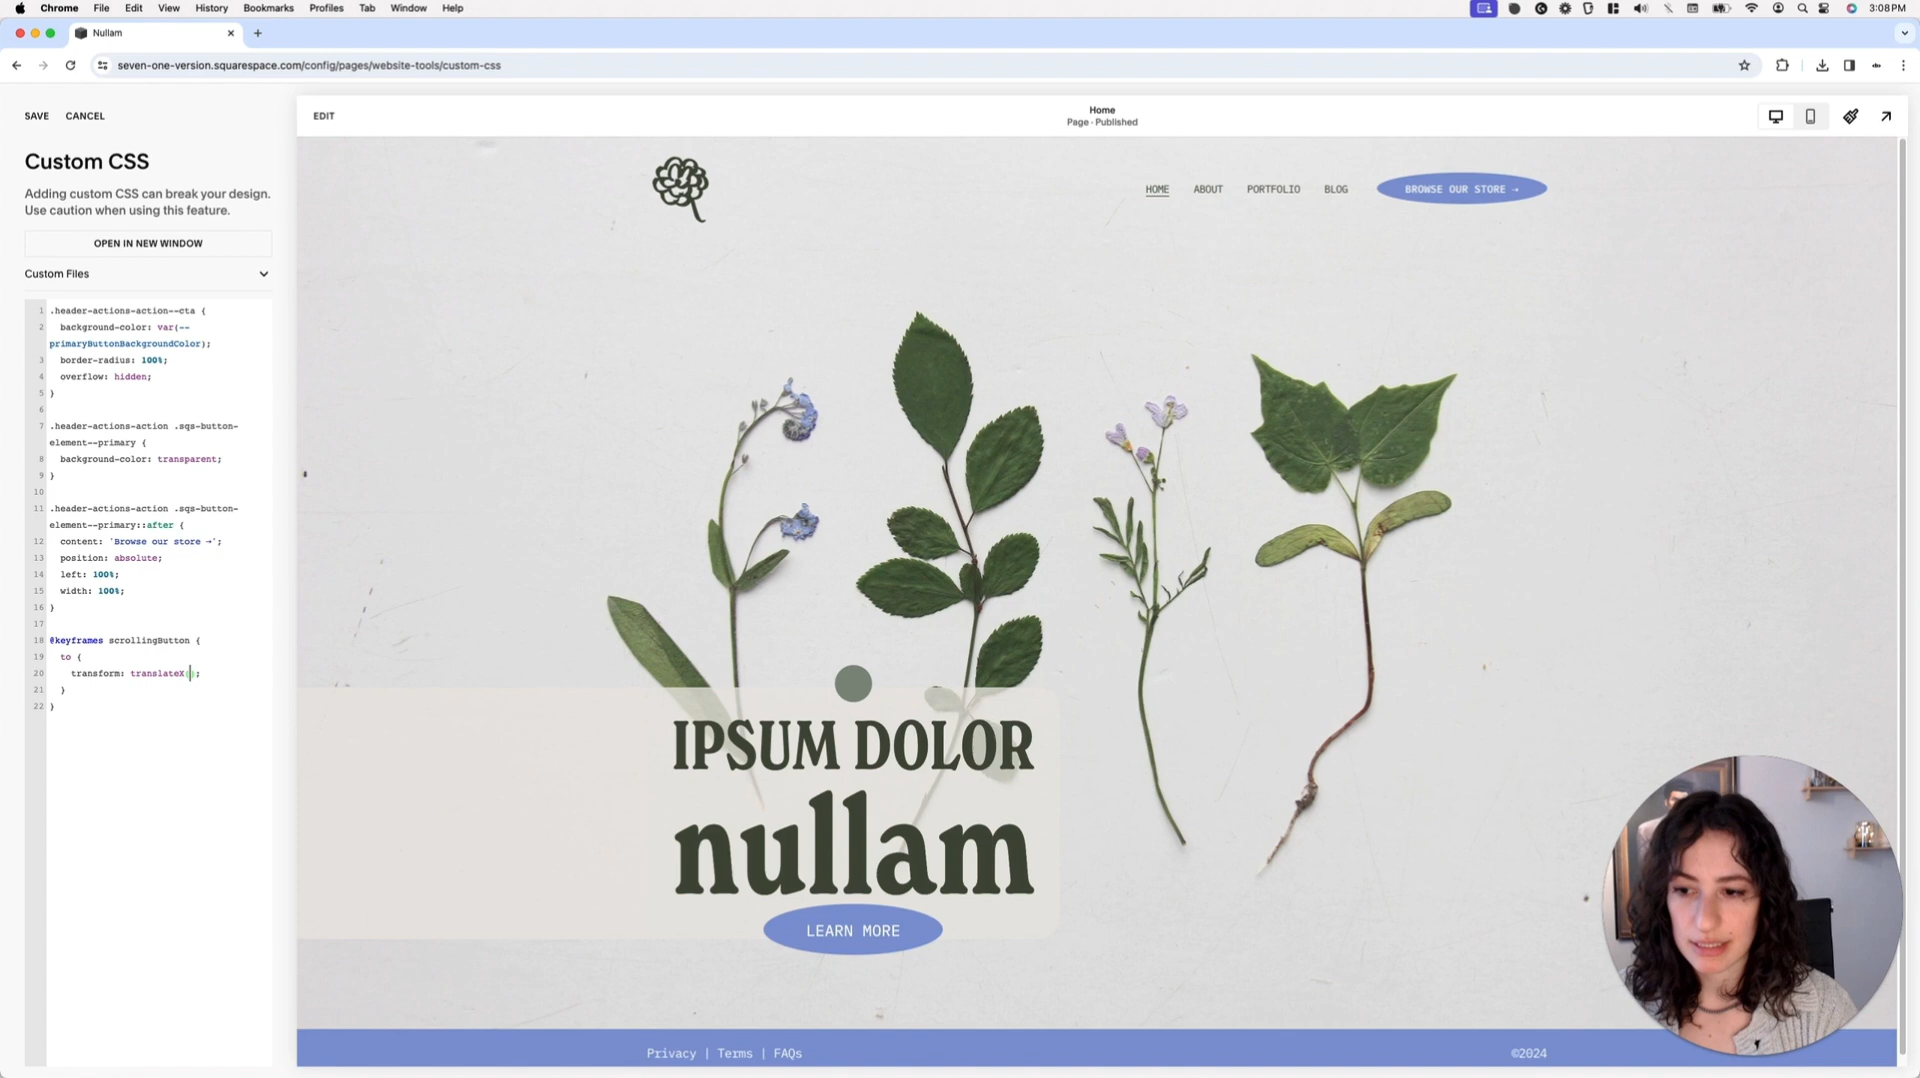 Chrome File Edit View History Bookmarks Profiles Tab Window Help
3:08 PM
Nullam
seven-one-version.squarespace.com/config/pages/website-tools/custom-css
SAVE CANCEL
Custom CSS
Adding custom CSS can break your design.
Use caution when using this feature.
OPEN IN NEW WINDOW
Custom Files
1 .header-actions-action--cta {
2 background-color: var(--
primaryButtonBackgroundColor);
3 border-radius: 100%;
4 overflow: hidden;
5 }
6
7 .header-actions-action .sqs-button-
element--primary {
8 background-color: transparent;
9 }
10
11 .header-actions-action .sqs-button-
element--primary::after {
12 content: 'Browse our store →';
13 position: absolute;
14 left: 100%;
15 width: 100%;
16 }
17
18 @keyframes scrollingButton {
19 to {
20 transform: translateX();
21 }
22 }
EDIT
Home
Page · Published
HOME ABOUT PORTFOLIO BLOG BROWSE OUR STORE →
IPSUM DOLOR
nullam
LEARN MORE
Privacy | Terms | FAQs
©2024